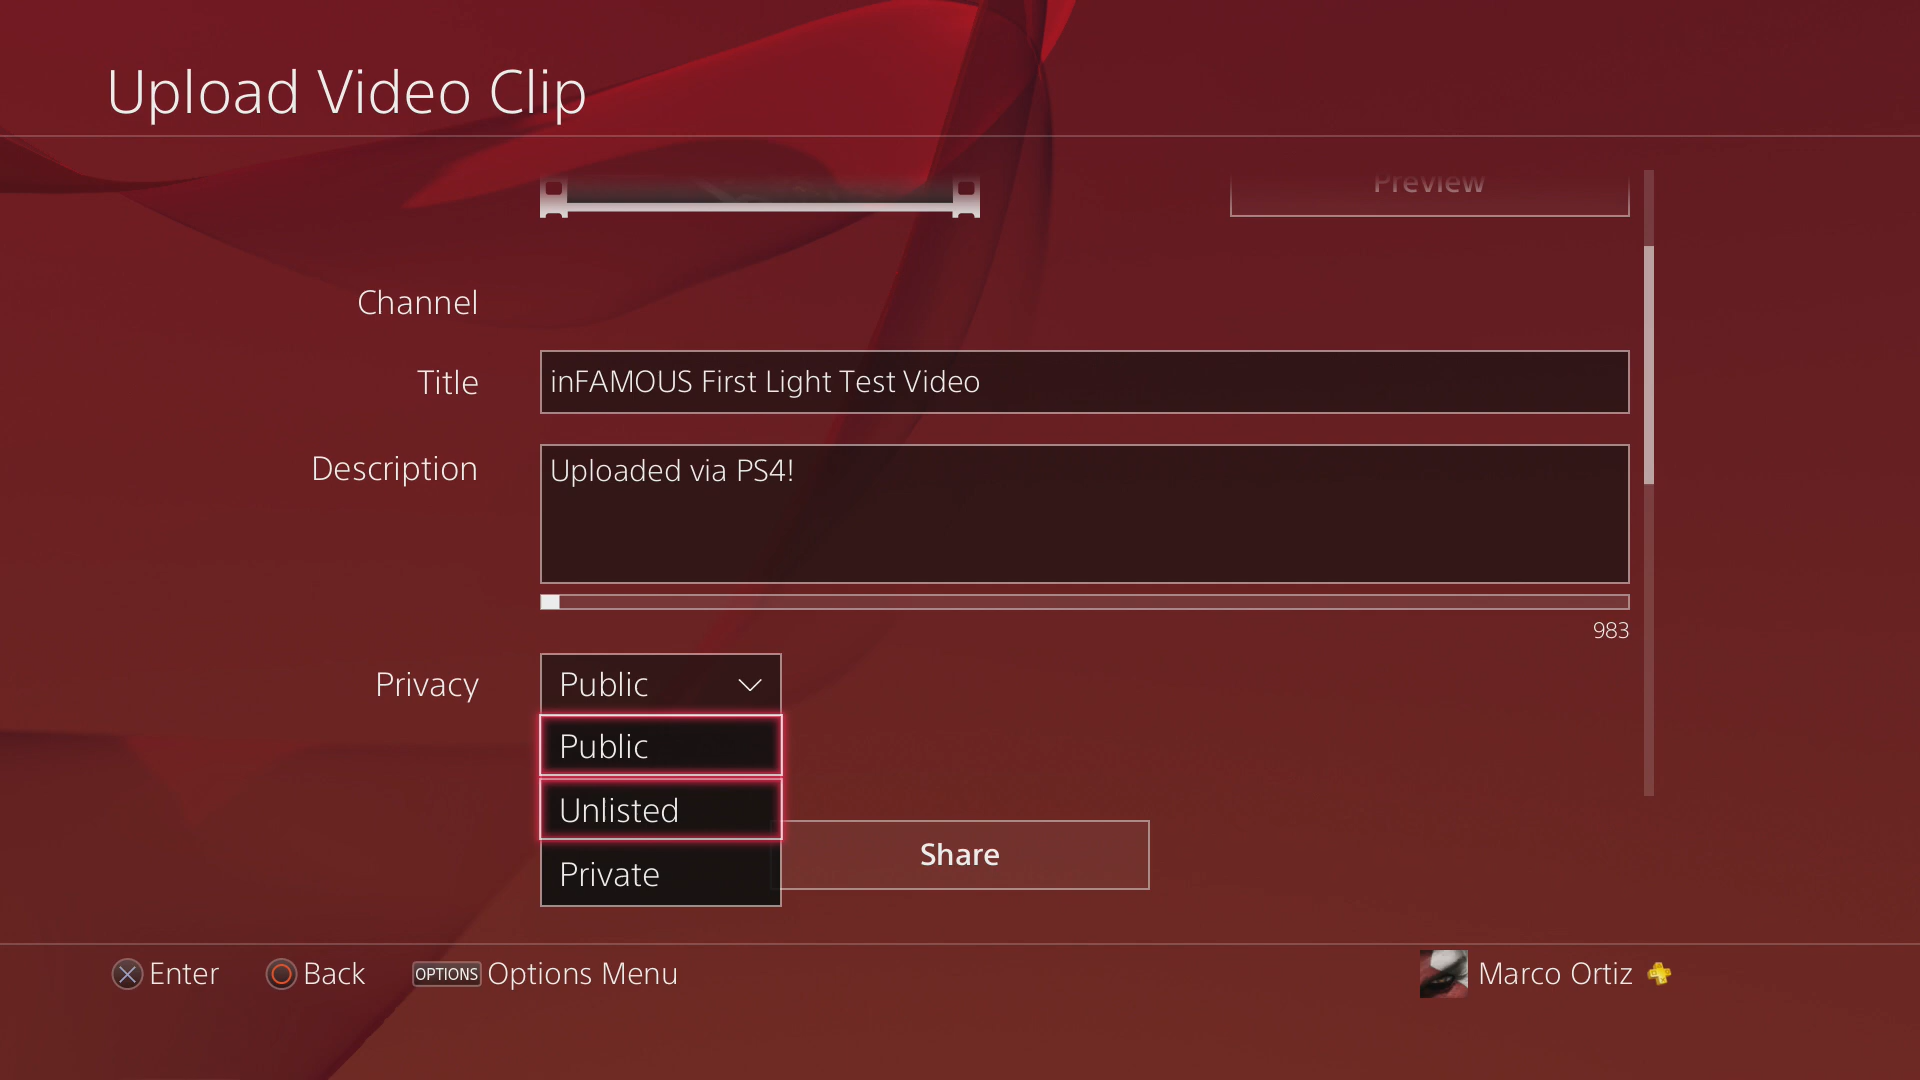 Upload Video Clip
Preview
Channel
Title
inFAMOUS First Light Test Video
Description
Uploaded via PS4!
983
Privacy
Public
Public
Unlisted
Private
Share
Enter
Back
OPTIONS Options Menu
Marco Ortiz